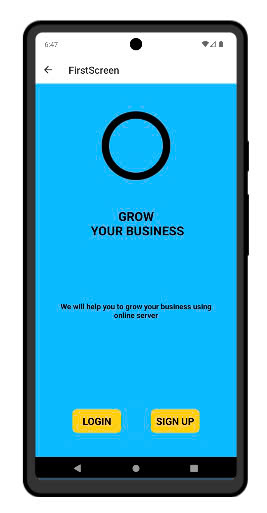 6:47
FirstScreen
GROW
YOUR BUSINESS
We will help you to grow your business using
online server
LOGIN
SIGN UP